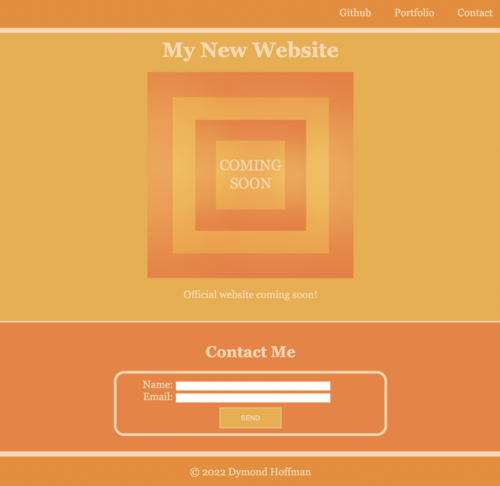 Github Portfolio Contact
My New Website
COMING
SOON
Official website coming soon!
Contact Me
Name:
Email:
SEND
© 2022 Dymond Hoffman